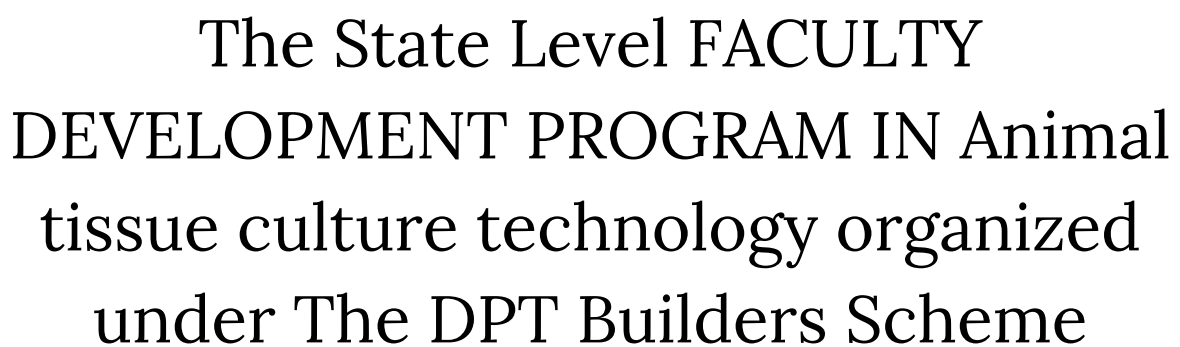 The State Level FACULTY
DEVELOPMENT PROGRAM IN Animal
tissue culture technology organized
under The DPT Builders Scheme